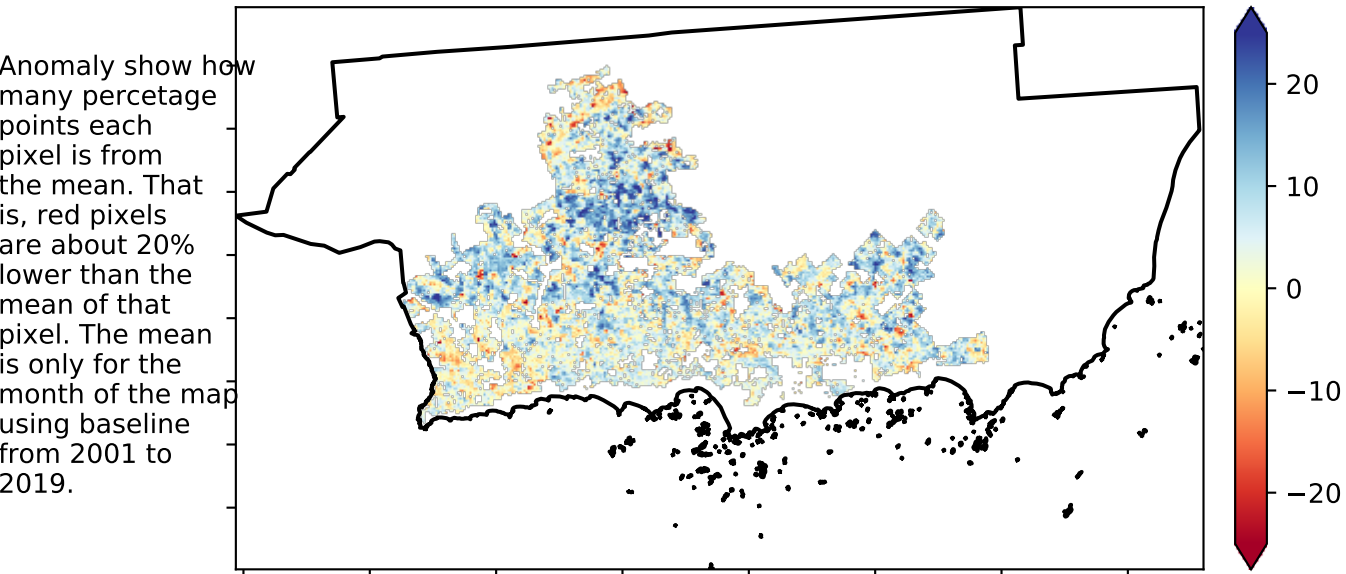 Anomaly show how
many percetage
points each
pixel is from
the mean. That
is, red pixels
are about 20%
lower than the
mean of that
pixel. The mean
is only for the
month of the map
using baseline
from 2001 to
2019.
20
10
0
−10
−20